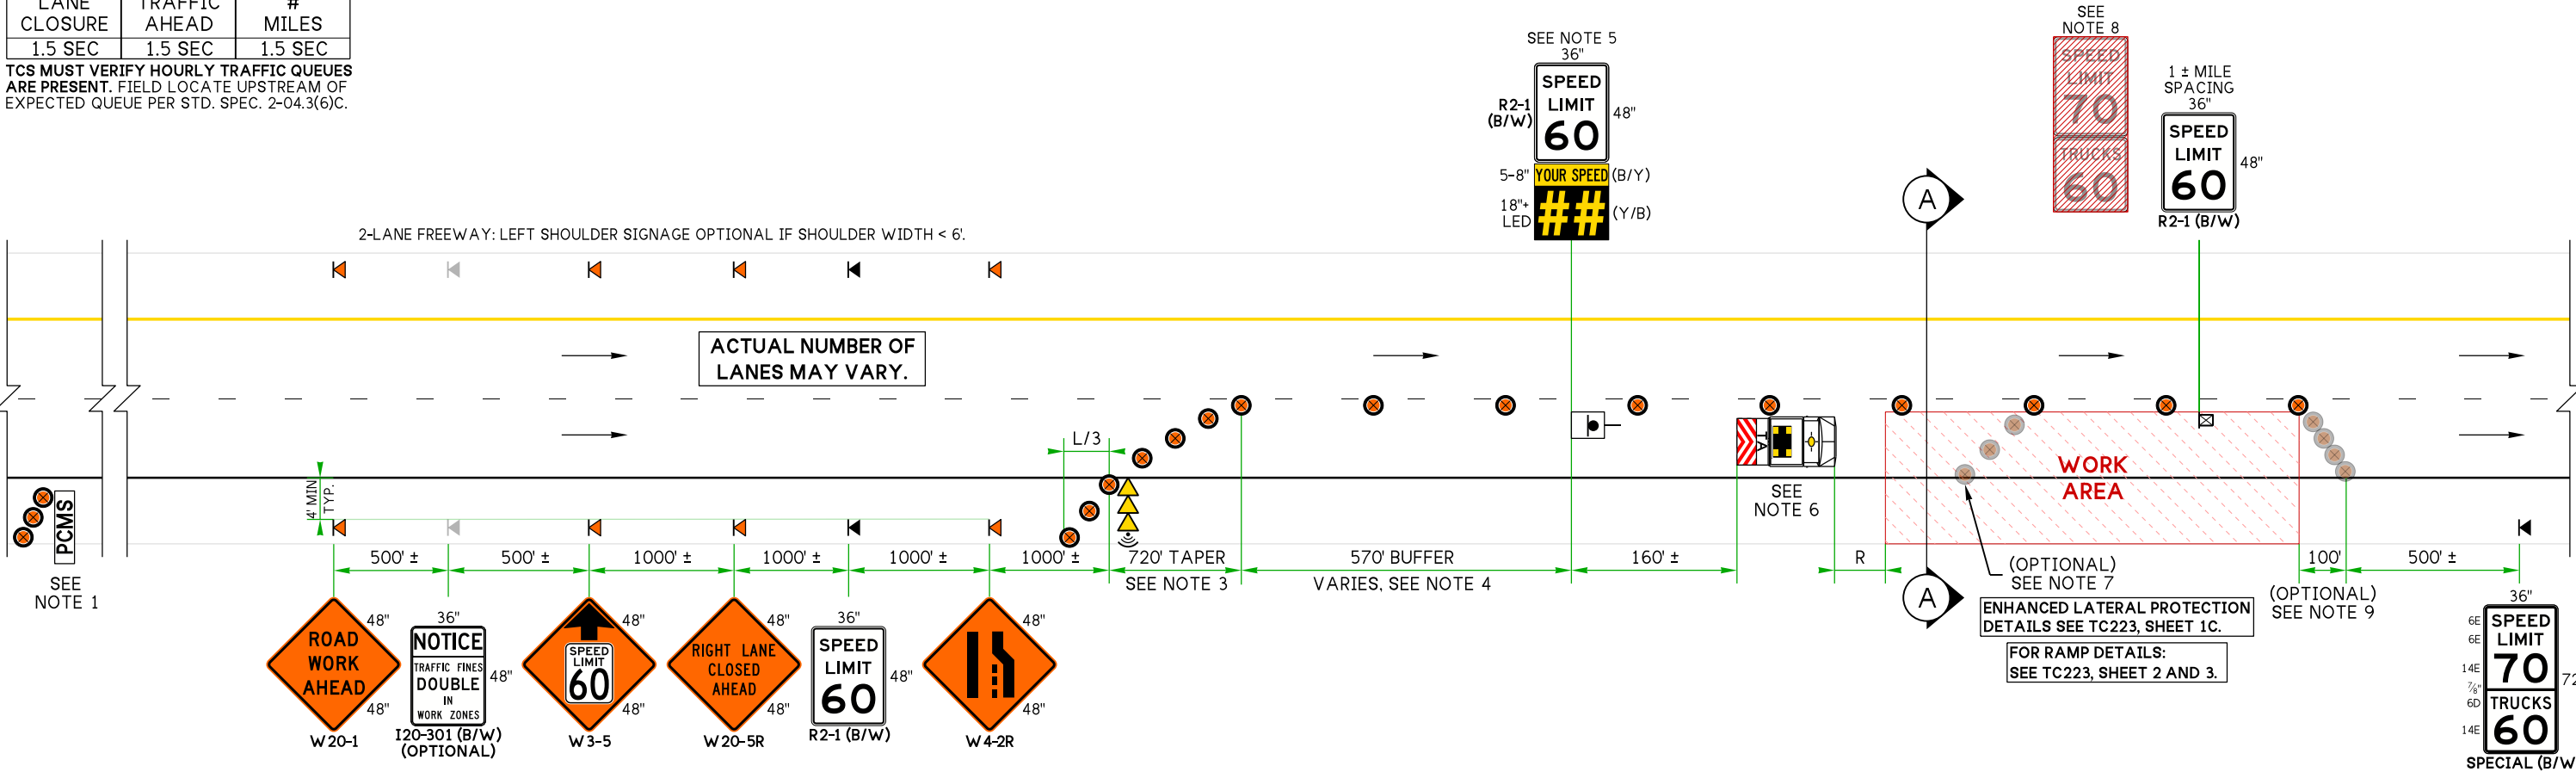 LANE CLOSURE
TRAFFIC AHEAD
# MILES
1.5 SEC
1.5 SEC
1.5 SEC
TCS MUST VERIFY HOURLY TRAFFIC QUEUES
ARE PRESENT. FIELD LOCATE UPSTREAM OF
EXPECTED QUEUE PER STD. SPEC. 2-04.3(6)C.
SEE NOTE 5
36"
SPEED
LIMIT
60
R2-1
(B/W)
48"
5-8"
YOUR SPEED
(B/Y)
18"+
LED
##
(Y/B)
SEE
NOTE 8
SPEED
LIMIT
70
TRUCKS
60
1 ± MILE
SPACING
36"
SPEED
LIMIT
60
48"
R2-1 (B/W)
A
2-LANE FREEWAY: LEFT SHOULDER SIGNAGE OPTIONAL IF SHOULDER WIDTH < 6'.
ACTUAL NUMBER OF
LANES MAY VARY.
L/3
4' MIN
TYP.
PCMS
SEE
NOTE 1
T
A
SEE
NOTE 6
WORK
AREA
500' ±
500' ±
1000' ±
1000' ±
1000' ±
1000' ±
720' TAPER
SEE NOTE 3
570' BUFFER
VARIES, SEE NOTE 4
160' ±
R
100'
500' ±
(OPTIONAL)
SEE NOTE 7
(OPTIONAL)
SEE NOTE 9
A
ENHANCED LATERAL PROTECTION
DETAILS SEE TC223, SHEET 1C.
FOR RAMP DETAILS:
SEE TC223, SHEET 2 AND 3.
ROAD
WORK
AHEAD
48"
48"
W20-1
36"
NOTICE
TRAFFIC FINES
DOUBLE
IN
WORK ZONES
48"
I20-301 (B/W)
(OPTIONAL)
SPEED
LIMIT
60
48"
48"
W3-5
RIGHT LANE
CLOSED
AHEAD
48"
48"
W20-5R
36"
SPEED
LIMIT
60
48"
R2-1 (B/W)
48"
48"
W4-2R
36"
6E
SPEED
6E
LIMIT
14E
70
7/8"
72
6D
TRUCKS
14E
60
SPECIAL (B/W